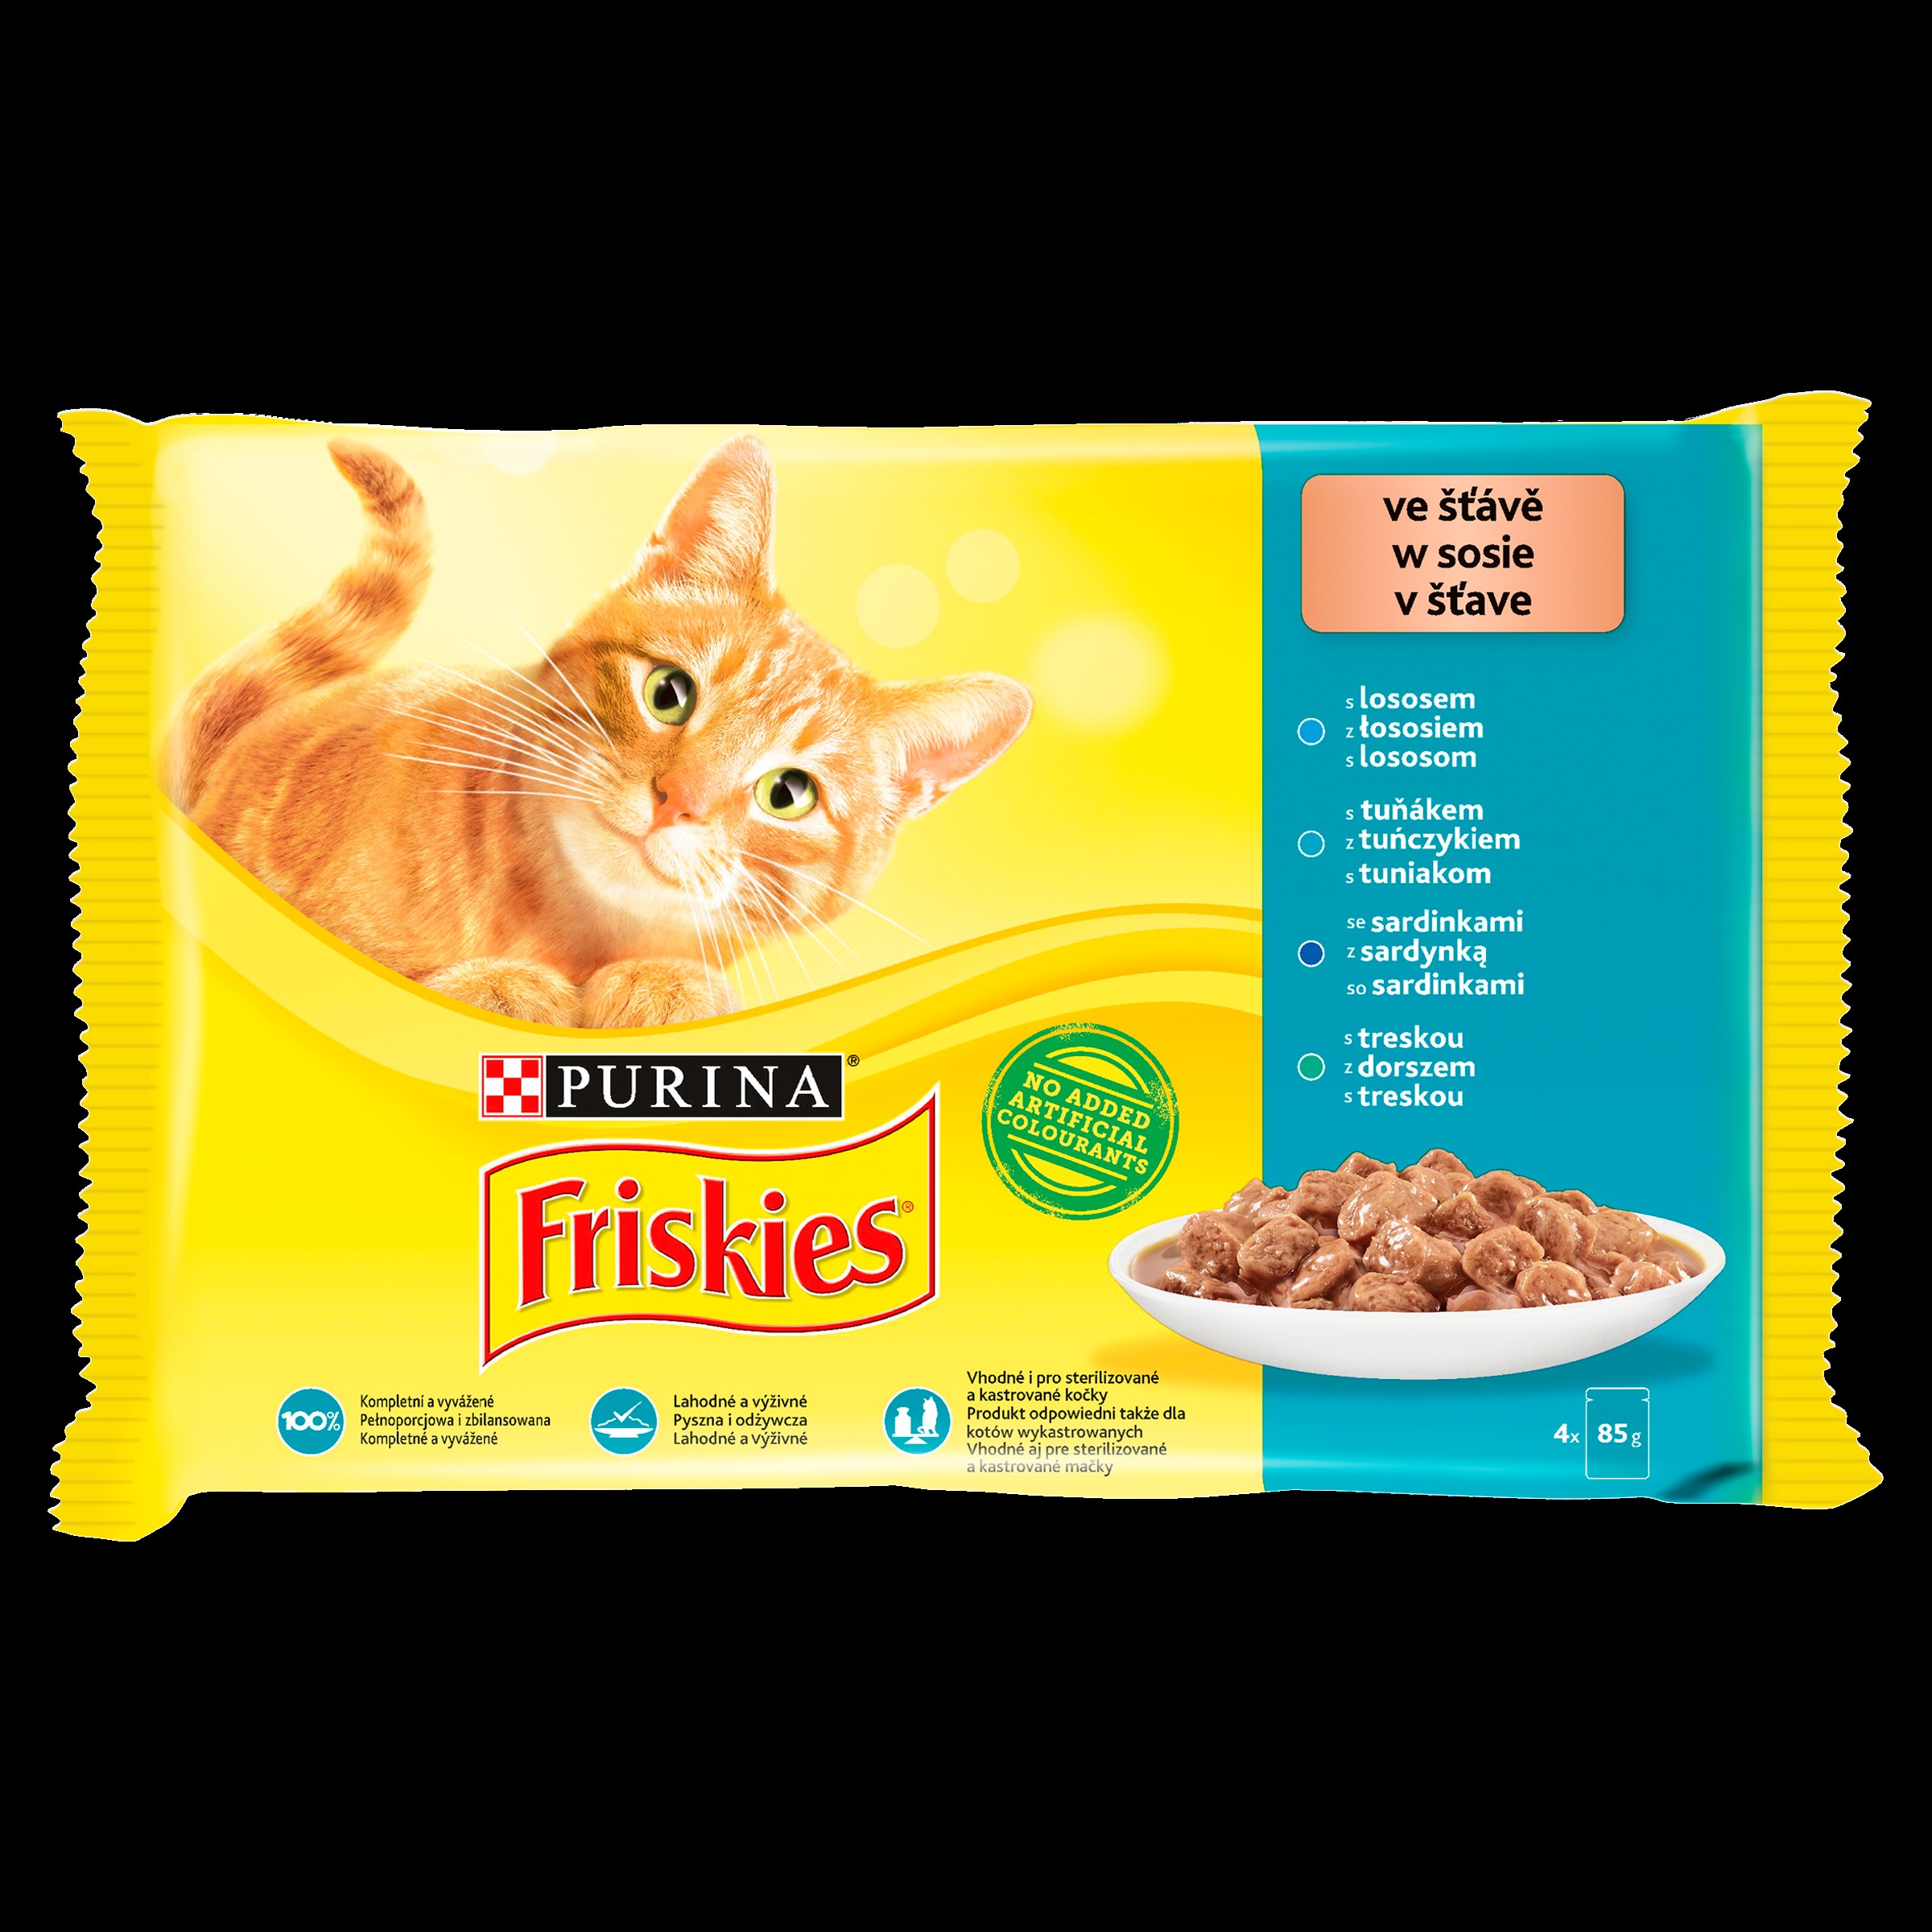 ve šťávě
w sosie
v šťave
s lososem
z łososiem
s lososom
s tuňákem
z tuńczykiem
s tuniakom
se sardinkami
z sardynką
so sardinkami
s treskou
z dorszem
s treskou
PURINA®
Friskies®
NO ADDED
ARTIFICIAL
COLOURANTS
100%
Kompletní a vyvážené
Pełnoporcjowa i zbilansowana
Kompletné a vyvážené
Lahodné a výživné
Pyszna i odżywcza
Lahodné a výživné
Vhodné i pro sterilizované
a kastrované kočky
Produkt odpowiedni także dla
kotów wykastrowanych
Vhodné aj pre sterilizované
a kastrované mačky
4x 85g